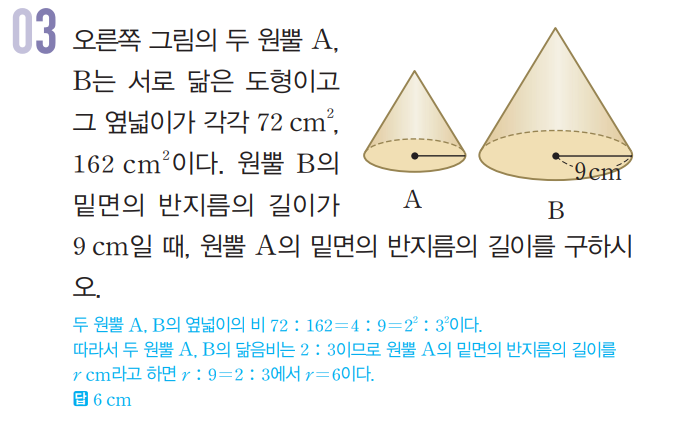 03
오른쪽 그림의 두 원뿔 A,
B는 서로 닮은 도형이고
그 옆넓이가 각각 72 cm²,
162 cm²이다. 원뿔 B의
밑면의 반지름의 길이가
9 cm일 때, 원뿔 A의 밑면의 반지름의 길이를 구하시
오.
9 cm
A
B
두 원뿔 A, B의 옆넓이의 비 72 : 162=4 : 9=2² : 3²이다.
따라서 두 원뿔 A, B의 닮음비는 2 : 3이므로 원뿔 A의 밑면의 반지름의 길이를
r cm라고 하면 r : 9=2 : 3에서 r=6이다.
답 6 cm